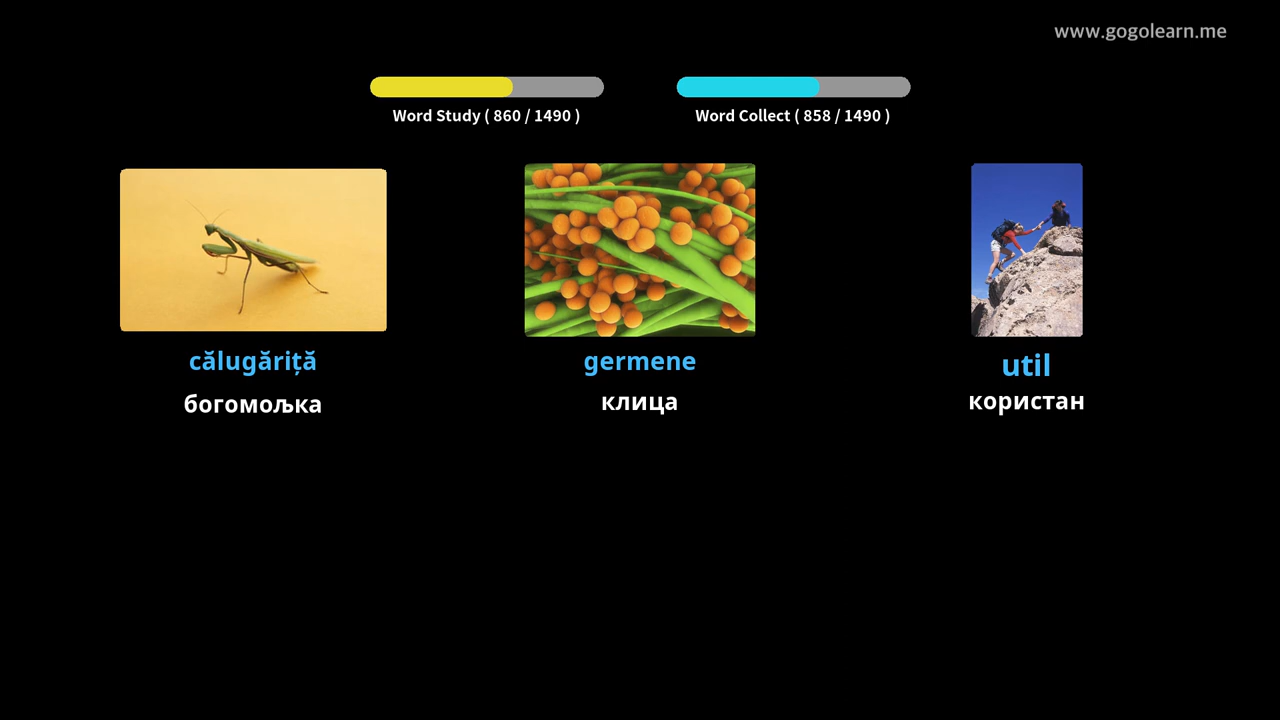 www.gogolearn.me
Word Study ( 860 / 1490 )
Word Collect ( 858 / 1490 )
călugăriță
germene
util
богомољка
клица
користан